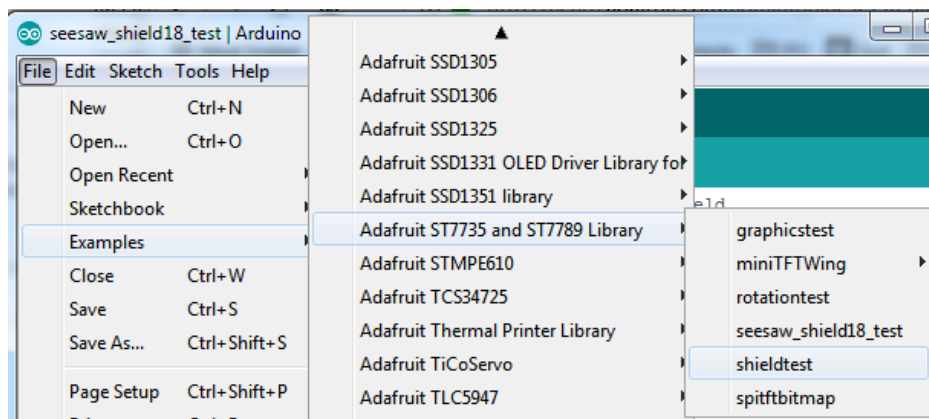 seesaw_shield18_test | Arduino
File Edit Sketch Tools Help
New Ctrl+N
Open... Ctrl+O
Open Recent
Sketchbook
Examples
Close Ctrl+W
Save Ctrl+S
Save As... Ctrl+Shift+S
Page Setup Ctrl+Shift+P
Adafruit SSD1305
Adafruit SSD1306
Adafruit SSD1325
Adafruit SSD1331 OLED Driver Library for
Adafruit SSD1351 library
Adafruit ST7735 and ST7789 Library
Adafruit STMPE610
Adafruit TCS34725
Adafruit Thermal Printer Library
Adafruit TiCoServo
Adafruit TLC5947
graphicstest
miniTFTWing
rotationtest
seesaw_shield18_test
shieldtest
spitftbitmap